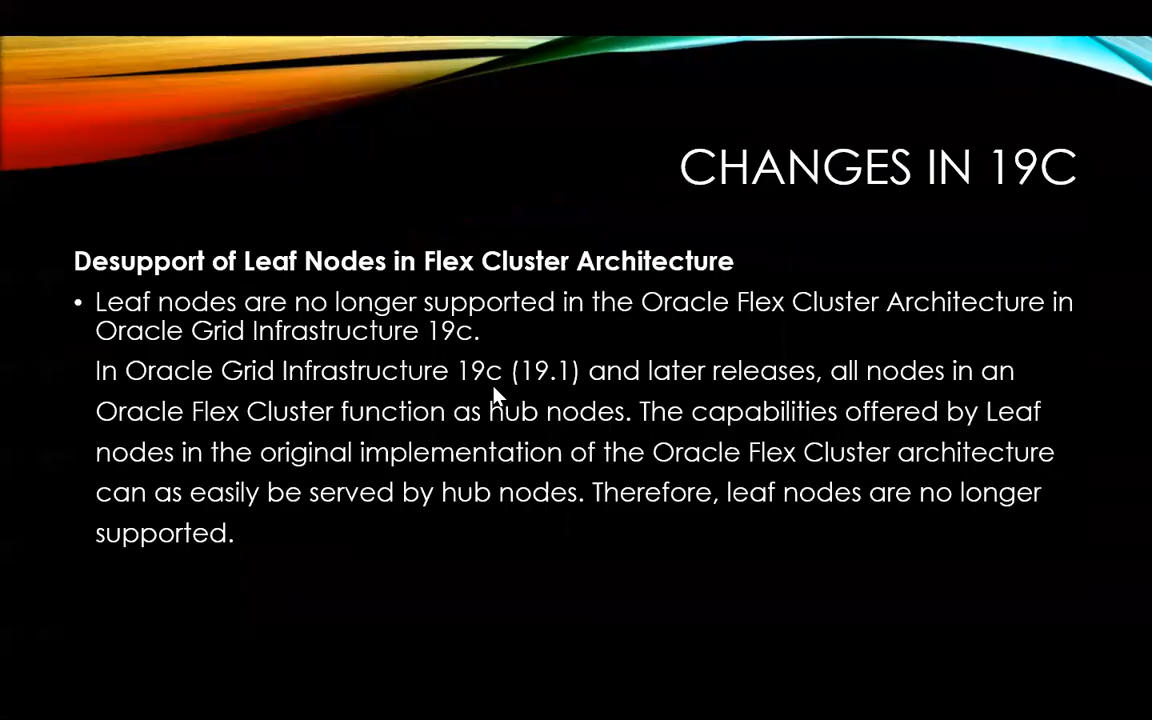 CHANGES IN 19C
Desupport of Leaf Nodes in Flex Cluster Architecture
• Leaf nodes are no longer supported in the Oracle Flex Cluster Architecture in
Oracle Grid Infrastructure 19c.
In Oracle Grid Infrastructure 19c (19.1) and later releases, all nodes in an
Oracle Flex Cluster function as hub nodes. The capabilities offered by Leaf
nodes in the original implementation of the Oracle Flex Cluster architecture
can as easily be served by hub nodes. Therefore, leaf nodes are no longer
supported.